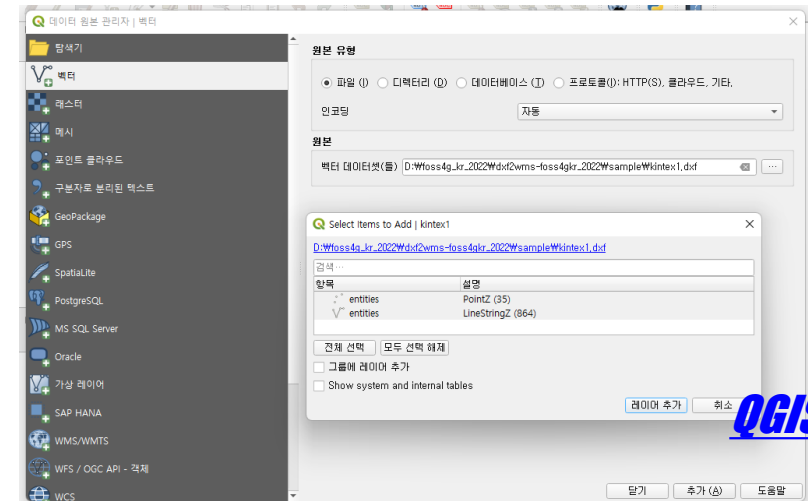 데이터 원본 관리자 | 벡터
탐색기
벡터
래스터
메시
포인트 클라우드
구분자로 분리된 텍스트
GeoPackage
GPS
SpatiaLite
PostgreSQL
MS SQL Server
Oracle
가상 레이어
SAP HANA
WMS/WMTS
WFS / OGC API - 객체
WCS
원본 유형
파일 (I) 디렉터리 (D) 데이터베이스 (T) 프로토콜(I): HTTP(S), 클라우드, 기타,
인코딩 자동
원본
벡터 데이터셋(들) D:₩foss4g_kr_2022₩dxf2wms-foss4gkr_2022₩sample₩kintex1.dxf ...
Select Items to Add | kintex1
D:₩foss4g_kr_2022₩dxf2wms-foss4gkr_2022₩sample₩kintex1.dxf
검색…
항목 설명
entities PointZ (35)
entities LineStringZ (864)
전체 선택 모두 선택 해제
그룹에 레이어 추가
Show system and internal tables
레이어 추가 취소
QGIS
닫기 추가 (A) 도움말